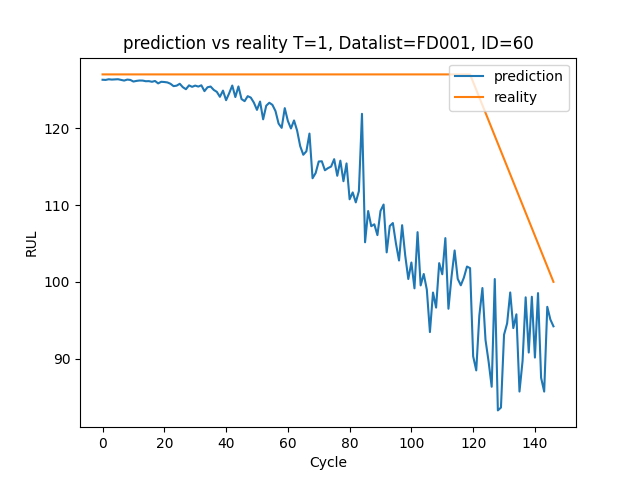 prediction vs reality T=1, Datalist=FD001, ID=60
prediction
reality
RUL
120
110
100
90
0 20 40 60 80 100 120 140
Cycle